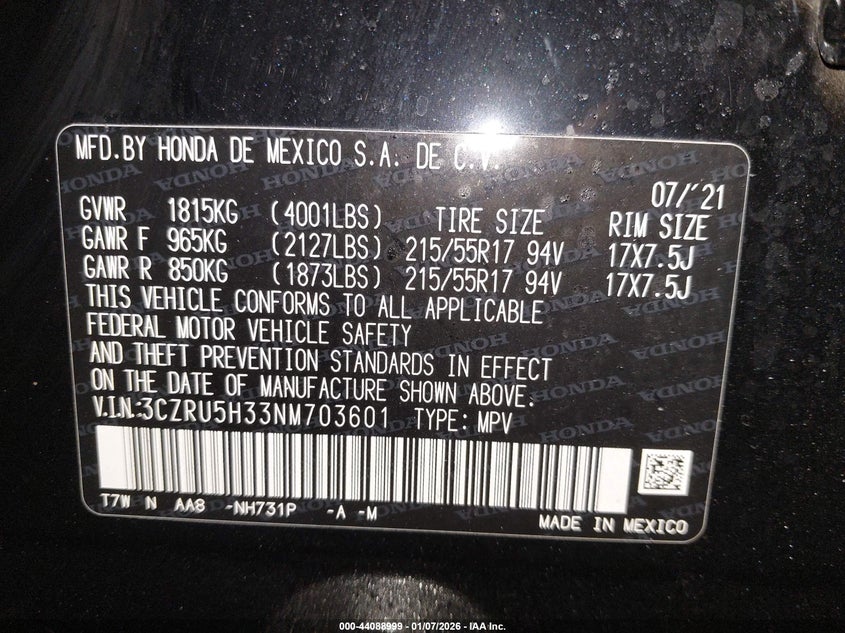 MFD.BY HONDA DE MEXICO S.A. DE C.V.
07/'21
GVWR 1815KG (4001LBS) TIRE SIZE RIM SIZE
GAWR F 965KG (2127LBS) 215/55R17 94V 17X7.5J
GAWR R 850KG (1873LBS) 215/55R17 94V 17X7.5J
THIS VEHICLE CONFORMS TO ALL APPLICABLE
FEDERAL MOTOR VEHICLE SAFETY
AND THEFT PREVENTION STANDARDS IN EFFECT
ON THE DATE OF MANUFACTURE SHOWN ABOVE.
V.I.N.:3CZRU5H33NM703601 TYPE: MPV
T7W N AA8 -NH731P -A -M
MADE IN MEXICO
000-44088999 - 01/07/2026 - IAA Inc.